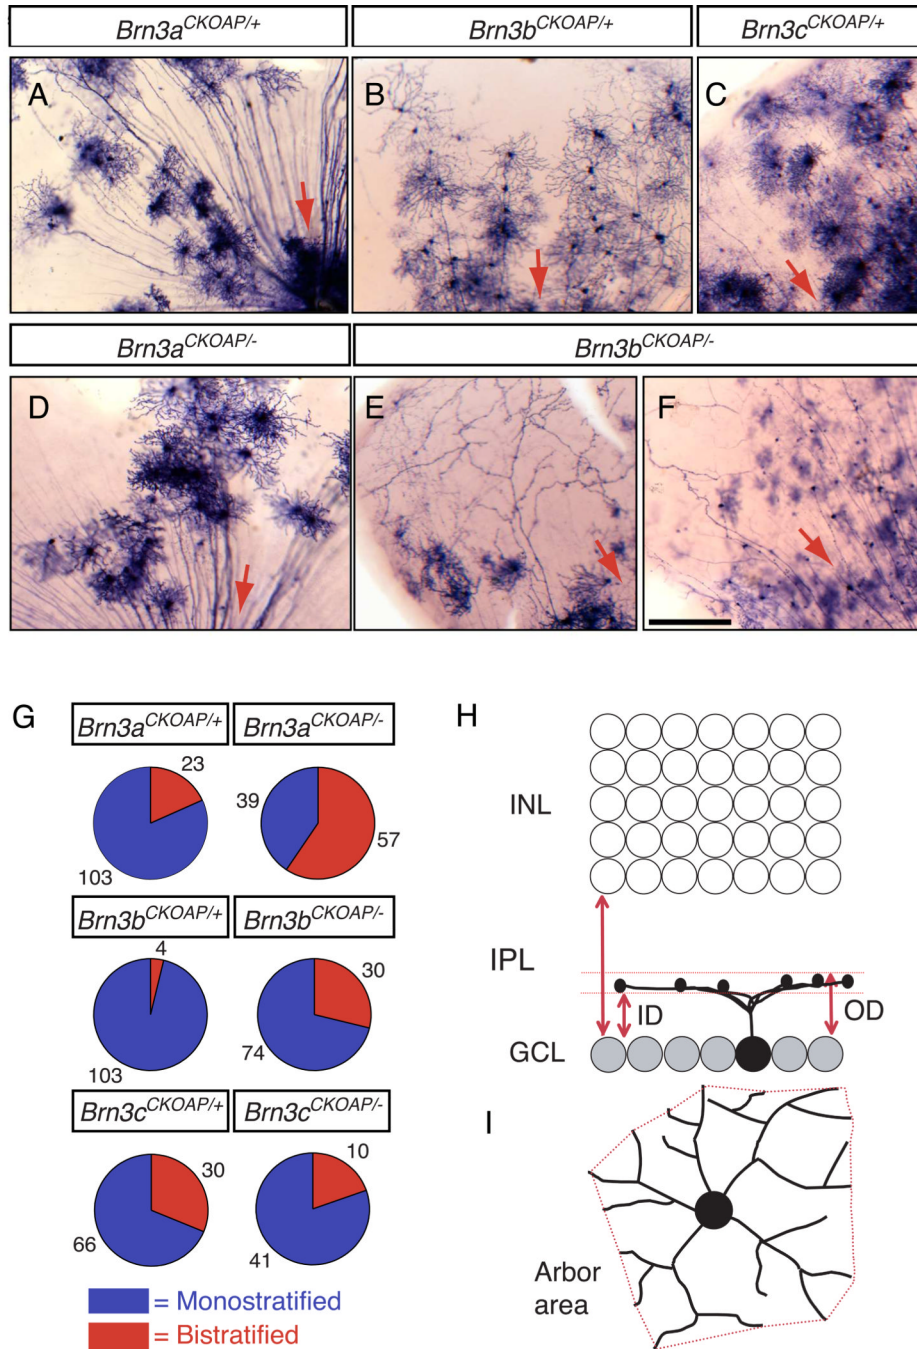 Brn3aCKOAP/+ Brn3bCKOAP/+ Brn3cCKOAP/+
A B C
Brn3aCKOAP/- Brn3bCKOAP/-
D E F
G H
Brn3aCKOAP/+ Brn3aCKOAP/-
23
39
57
103
INL
Brn3bCKOAP/+ Brn3bCKOAP/-
4
30
103
74
IPL
ID OD
GCL
Brn3cCKOAP/+ Brn3cCKOAP/-
30
10
66
41
I
Arbor
area
= Monostratified
= Bistratified